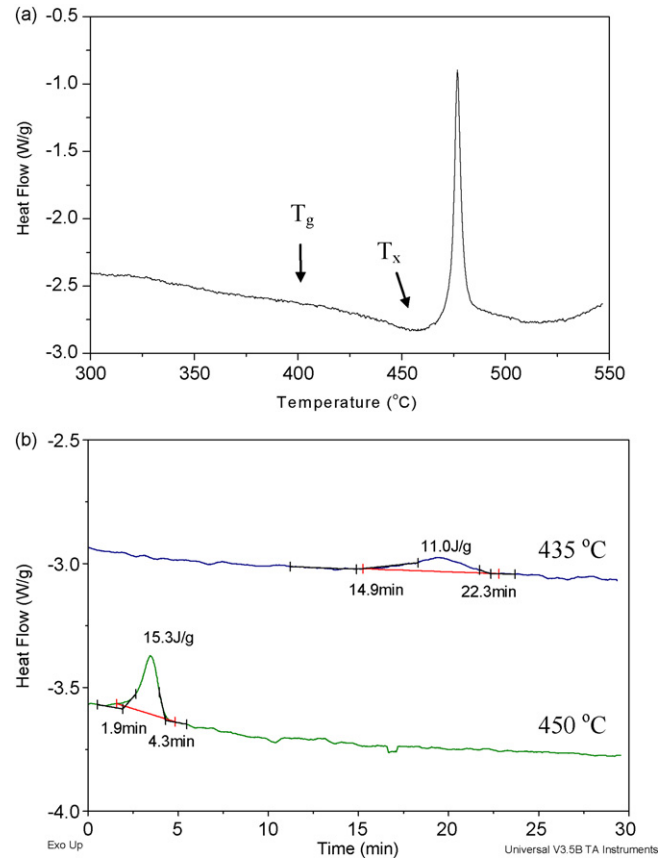 (a)
-0.5
-1.0
-1.5
-2.0
-2.5
-3.0
Heat Flow (W/g)
Tg
Tx
300 350 400 450 500 550
Temperature (°C)
(b)
-2.5
-3.0
-3.5
-4.0
Heat Flow (W/g)
11.0J/g
435 °C
14.9min 22.3min
15.3J/g
1.9min
4.3min
450 °C
0 5 10 15 20 25 30
Exo Up
Time (min)
Universal V3.5B TA Instruments